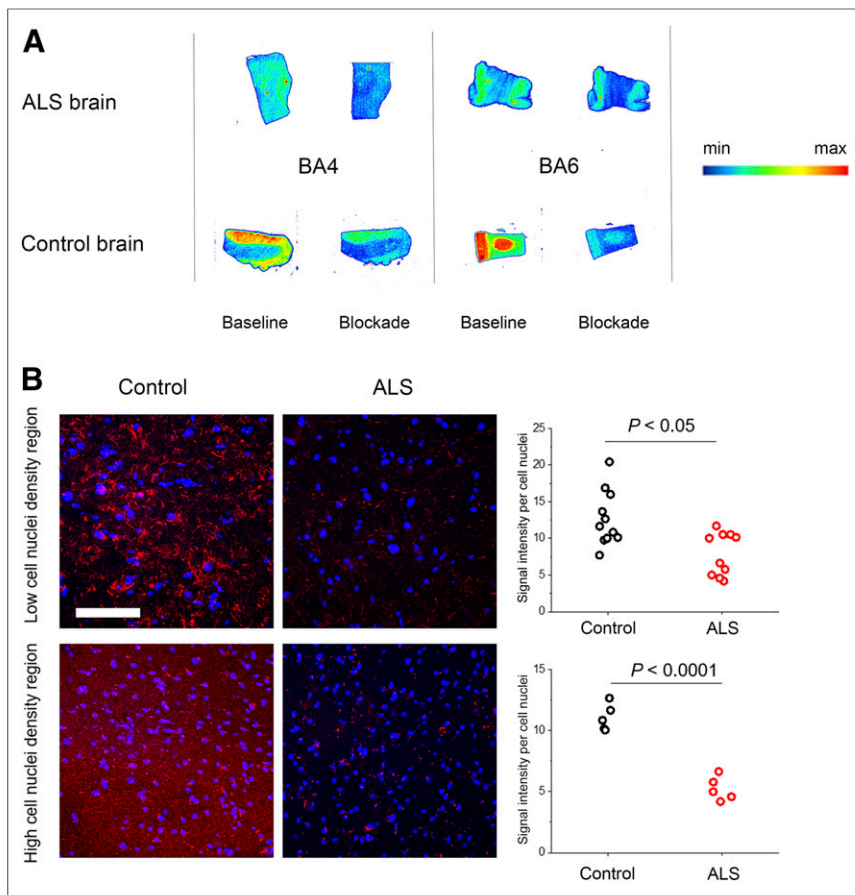 A
ALS brain
BA4
BA6
min max
Control brain
Baseline Blockade Baseline Blockade
B
Control ALS
Low cell nuclei density region
Signal intensity per cell nuclei
25
20
15
10
5
0
P < 0.05
Control ALS
High cell nuclei density region
Signal intensity per cell nuclei
15
10
5
0
P < 0.0001
Control ALS